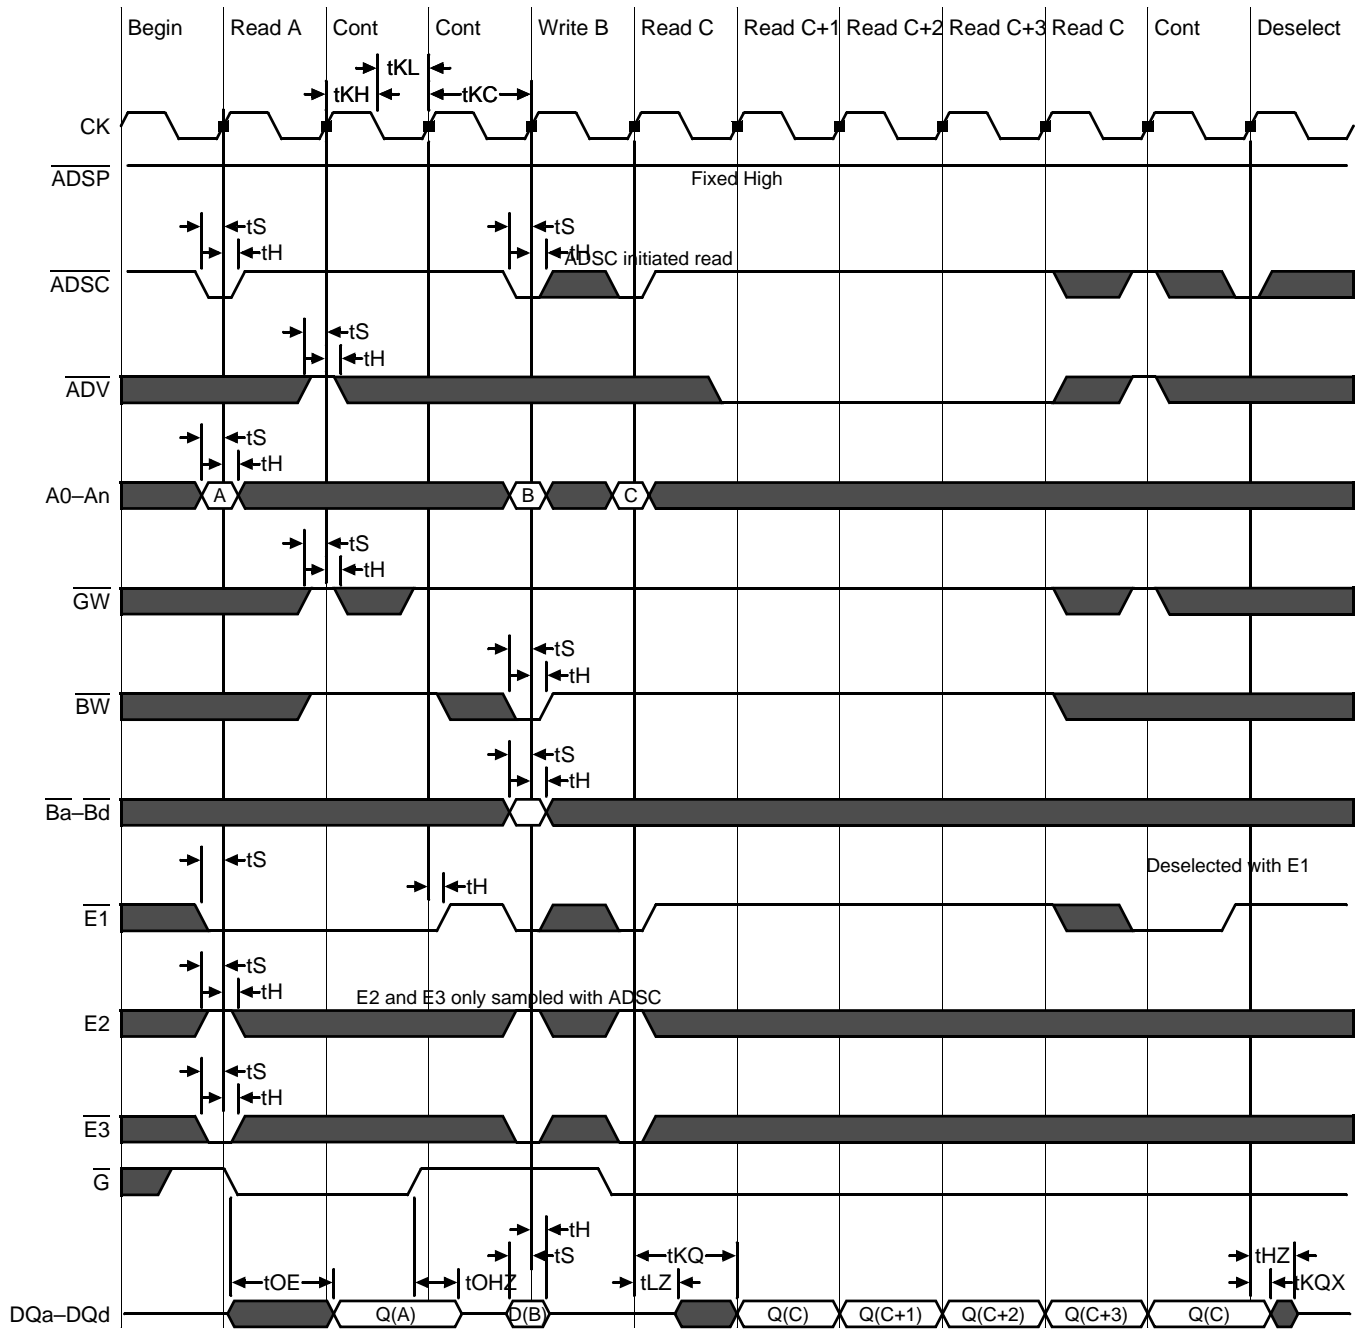 Begin Read A Cont Cont Write B Read C Read C+1 Read C+2 Read C+3 Read C Cont Deselect
tKL
tKH tKC
CK
ADSP
Fixed High
tS tS
tH tH
ADSC initiated read
ADSC
tS
tH
ADV
tS
tH
A0–An A B C
tS
tH
GW
tS
tH
BW
tS
tH
Ba–Bd
tS
Deselected with E1
tH
E1
tS
tH
E2 and E3 only sampled with ADSC
E2
tS
tH
E3
G
tH
tS tKQ tHZ
tOE tOHZ tLZ tKQX
DQa–DQd Q(A) D(B) Q(C) Q(C+1) Q(C+2) Q(C+3) Q(C)